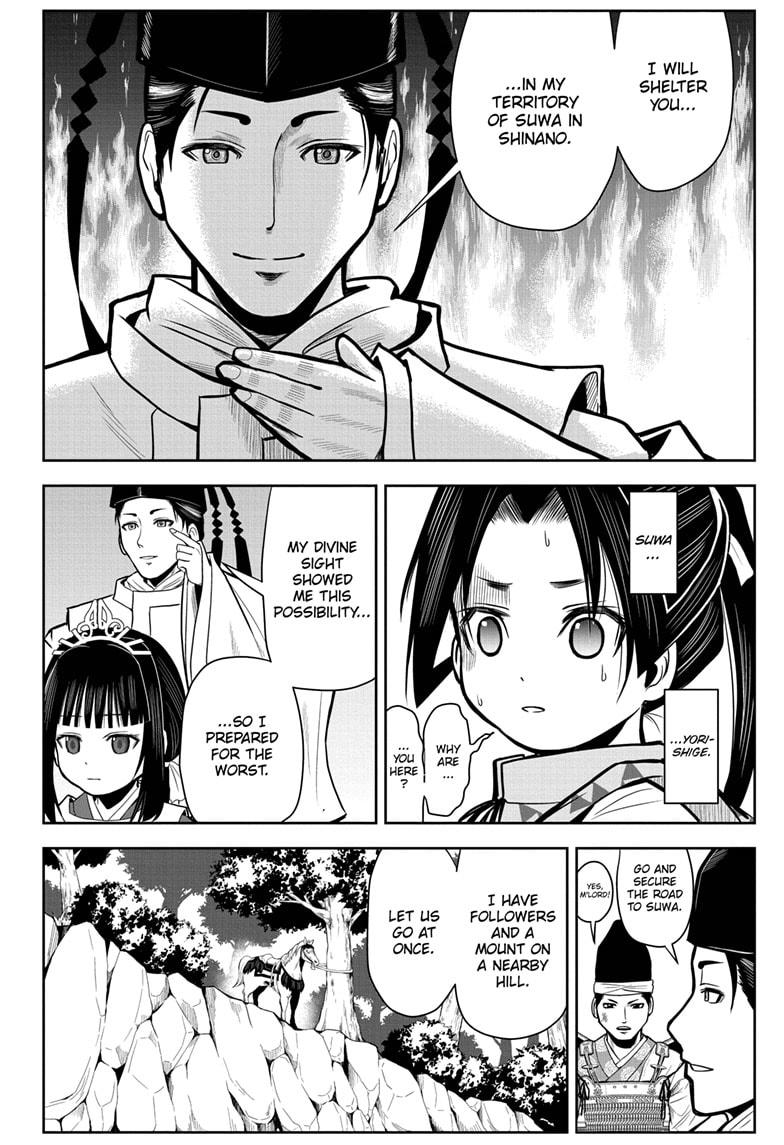 I WILL
SHELTER
YOU...
...IN MY
TERRITORY
OF SUWA IN
SHINANO.
SUWA
...
...YORI-
SHIGE.
WHY
ARE
...
...
YOU
HERE
?
MY DIVINE
SIGHT
SHOWED
ME THIS
POSSIBILITY...
...SO I
PREPARED
FOR THE
WORST.
GO AND
SECURE
THE ROAD
TO SUWA.
YES,
M'LORD!
I HAVE
FOLLOWERS
AND A
MOUNT ON
A NEARBY
HILL.
LET US
GO AT
ONCE.